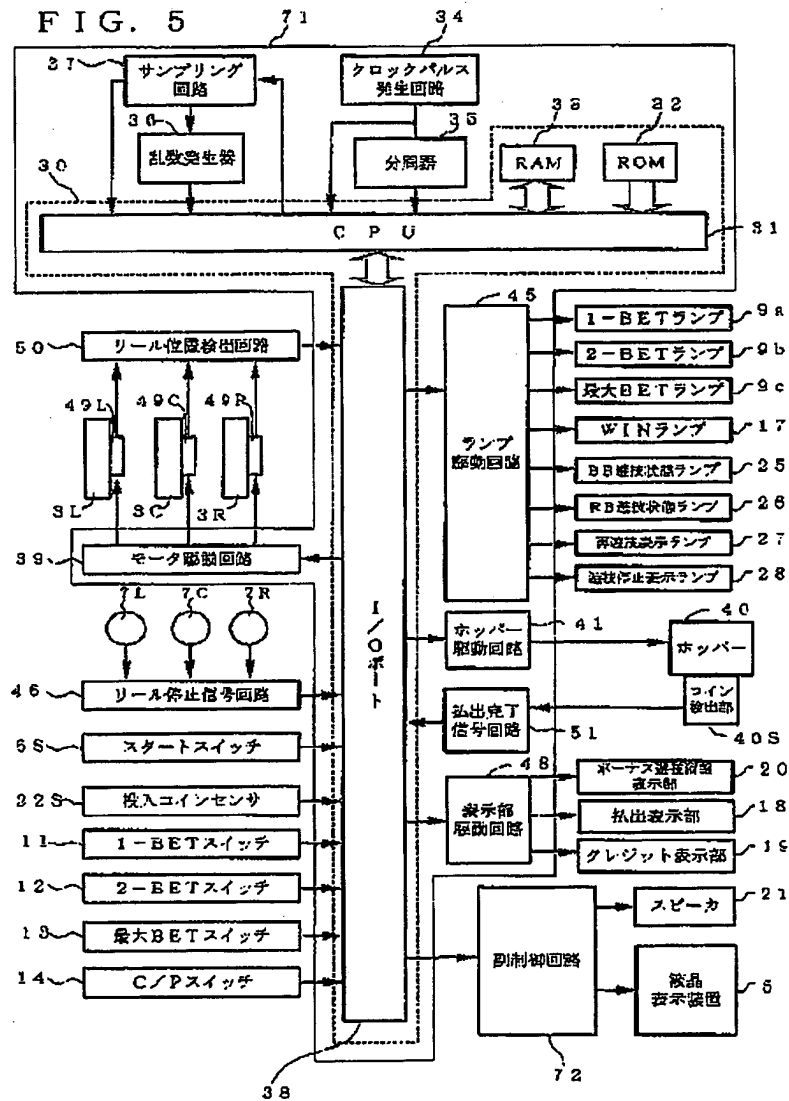 FIG. 5
71
34
37
サンプリング
回路
クロックパルス
発生回路
36
35
33
32
乱数発生器
分周器
RAM
ROM
30
CPU
31
45
50
リール位置検出回路
1-BETランプ
9a
2-BETランプ
9b
49L
49C
49R
最大BETランプ
9c
ランプ
駆動回路
WINランプ
17
BB遊技状態ランプ
25
3L
3C
3R
RB遊技状態ランプ
26
39
モータ駆動回路
再遊技表示ランプ
27
遊技停止表示ランプ
28
7L
7C
7R
I/Oポート
ホッパー
駆動回路
41
40
ホッパー
46
リール停止信号回路
払出完了
信号回路
51
コイン
検出部
40S
6S
スタートスイッチ
48
表示部
駆動回路
表示部
20
22S
投入コインセンサ
払出表示部
18
11
1-BETスイッチ
クレジット表示部
19
12
2-BETスイッチ
スピーカ
21
13
最大BETスイッチ
副制御回路
14
C/Pスイッチ
液晶
表示装置
5
38
72